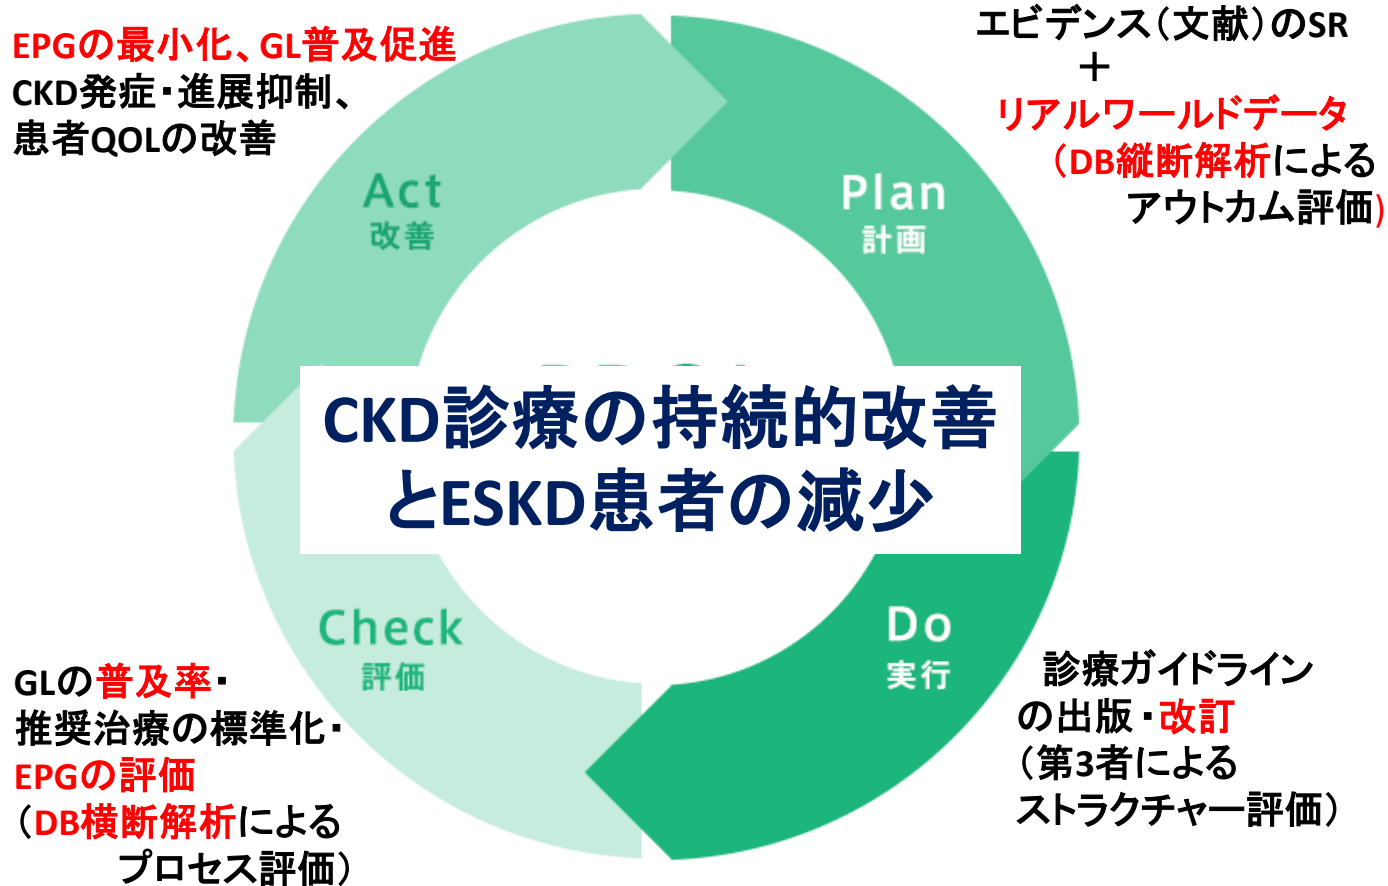 EPGの最小化、GL普及促進
CKD発症・進展抑制、
患者QOLの改善
エビデンス（文献）のSR
＋
リアルワールドデータ
（DB縦断解析による
アウトカム評価)
Act
改善
Plan
計画
CKD診療の持続的改善
とESKD患者の減少
Check
評価
Do
実行
GLの普及率・
推奨治療の標準化・
EPGの評価
（DB横断解析による
プロセス評価）
診療ガイドライン
の出版・改訂
（第3者による
ストラクチャー評価）